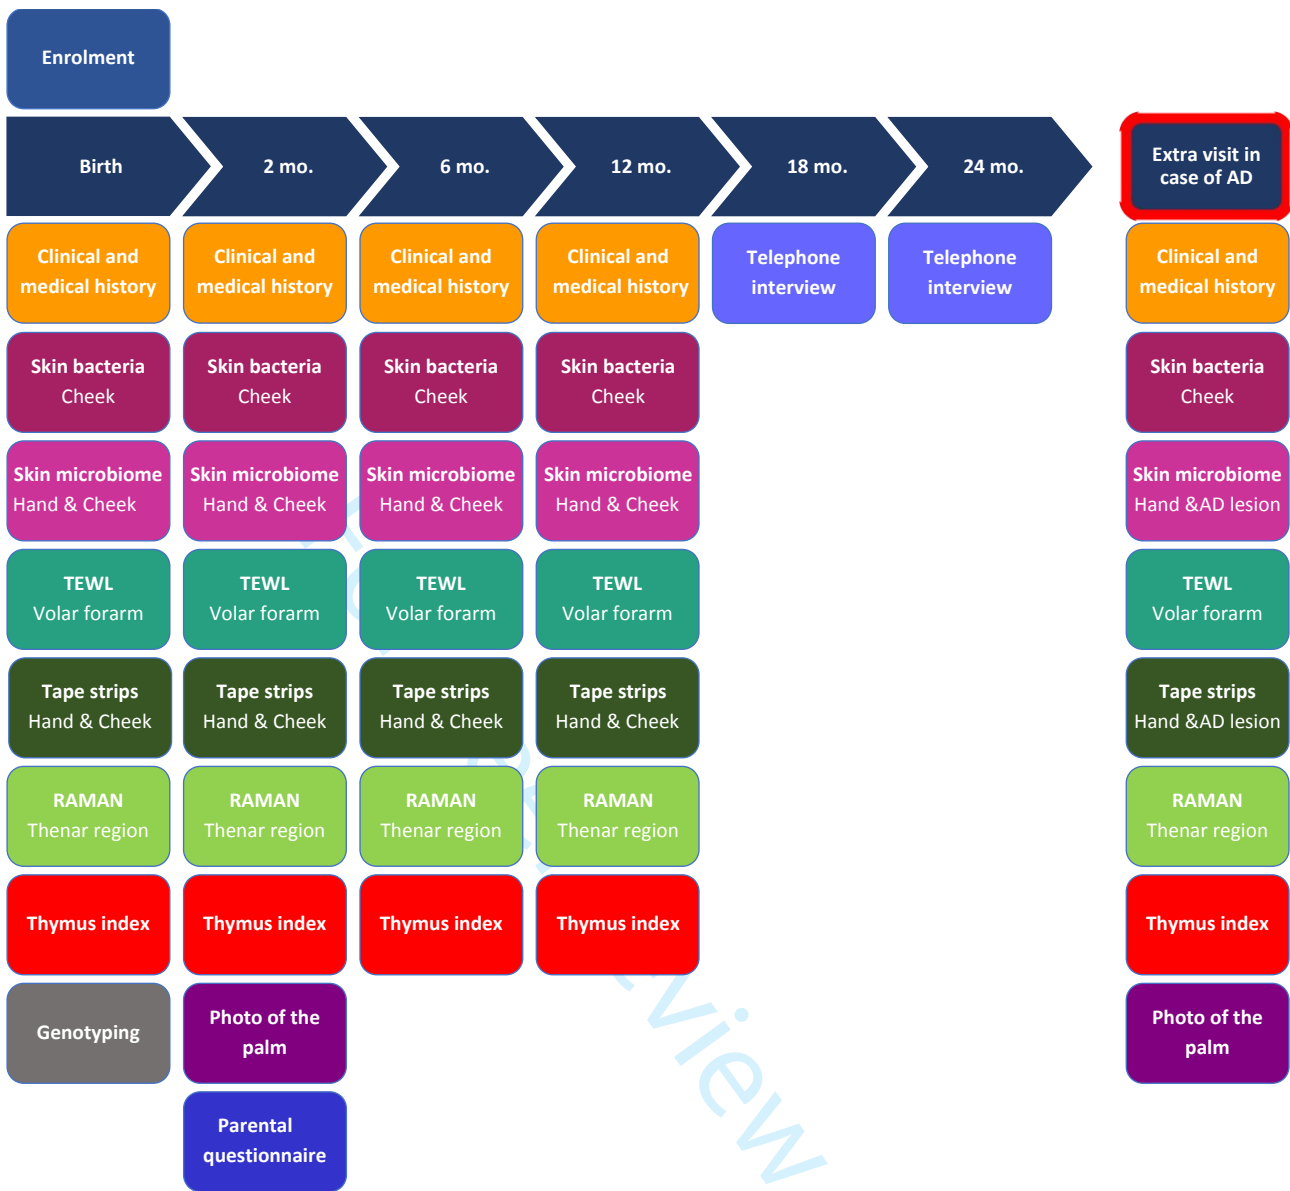 Enrolment
Birth
2 mo.
6 mo.
12 mo.
18 mo.
24 mo.
Extra visit in
case of AD
Clinical and
medical history
Clinical and
medical history
Clinical and
medical history
Clinical and
medical history
Telephone
interview
Telephone
interview
Clinical and
medical history
Skin bacteria
Cheek
Skin bacteria
Cheek
Skin bacteria
Cheek
Skin bacteria
Cheek
Skin bacteria
Cheek
Skin microbiome
Hand & Cheek
Skin microbiome
Hand & Cheek
Skin microbiome
Hand & Cheek
Skin microbiome
Hand & Cheek
Skin microbiome
Hand &AD lesion
TEWL
Volar forarm
TEWL
Volar forarm
TEWL
Volar forarm
TEWL
Volar forarm
TEWL
Volar forarm
Tape strips
Hand & Cheek
Tape strips
Hand & Cheek
Tape strips
Hand & Cheek
Tape strips
Hand & Cheek
Tape strips
Hand &AD lesion
RAMAN
Thenar region
RAMAN
Thenar region
RAMAN
Thenar region
RAMAN
Thenar region
RAMAN
Thenar region
Thymus index
Thymus index
Thymus index
Thymus index
Thymus index
Genotyping
Photo of the
palm
Photo of the
palm
Parental
questionnaire